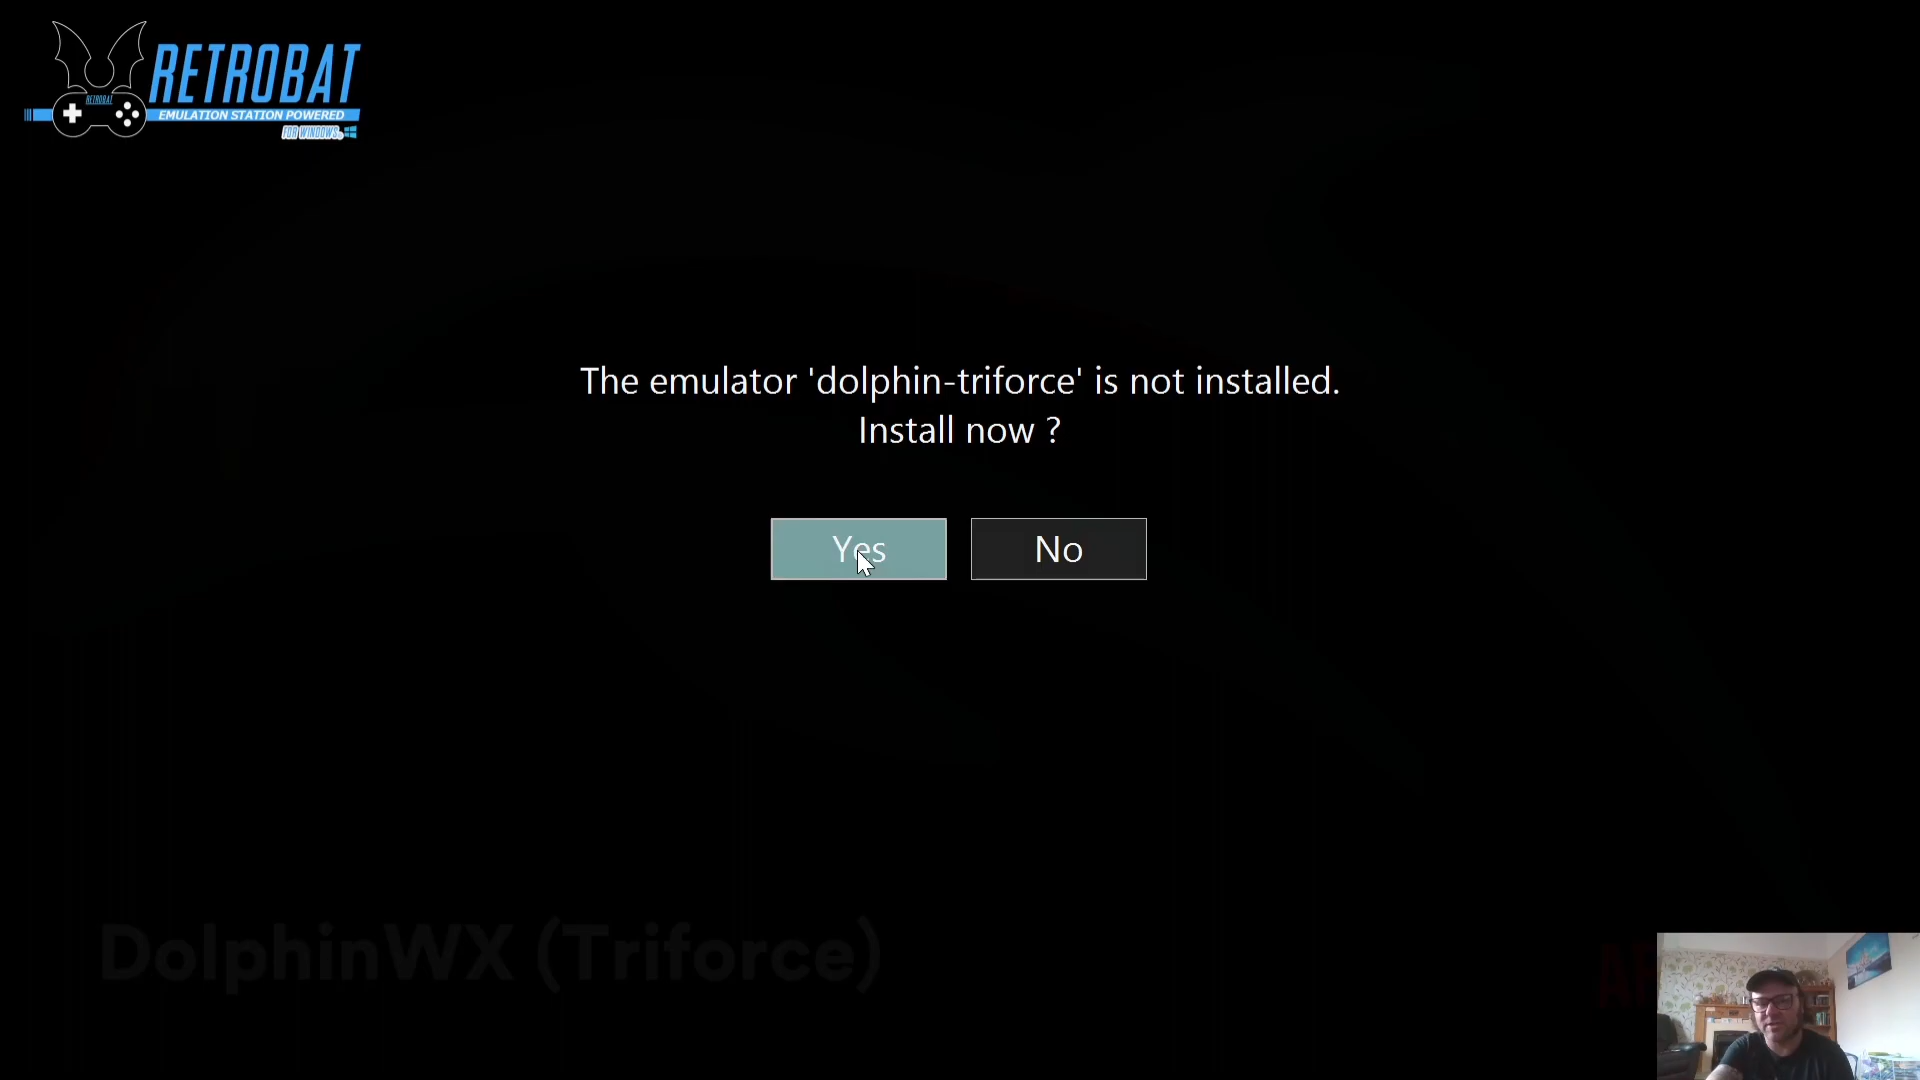 RETROBAT
RETROBAT
EMULATION STATION POWERED
FOR WINDOWS
The emulator 'dolphin-triforce' is not installed.
Install now ?
Yes
No
DolphinWX (Triforce)